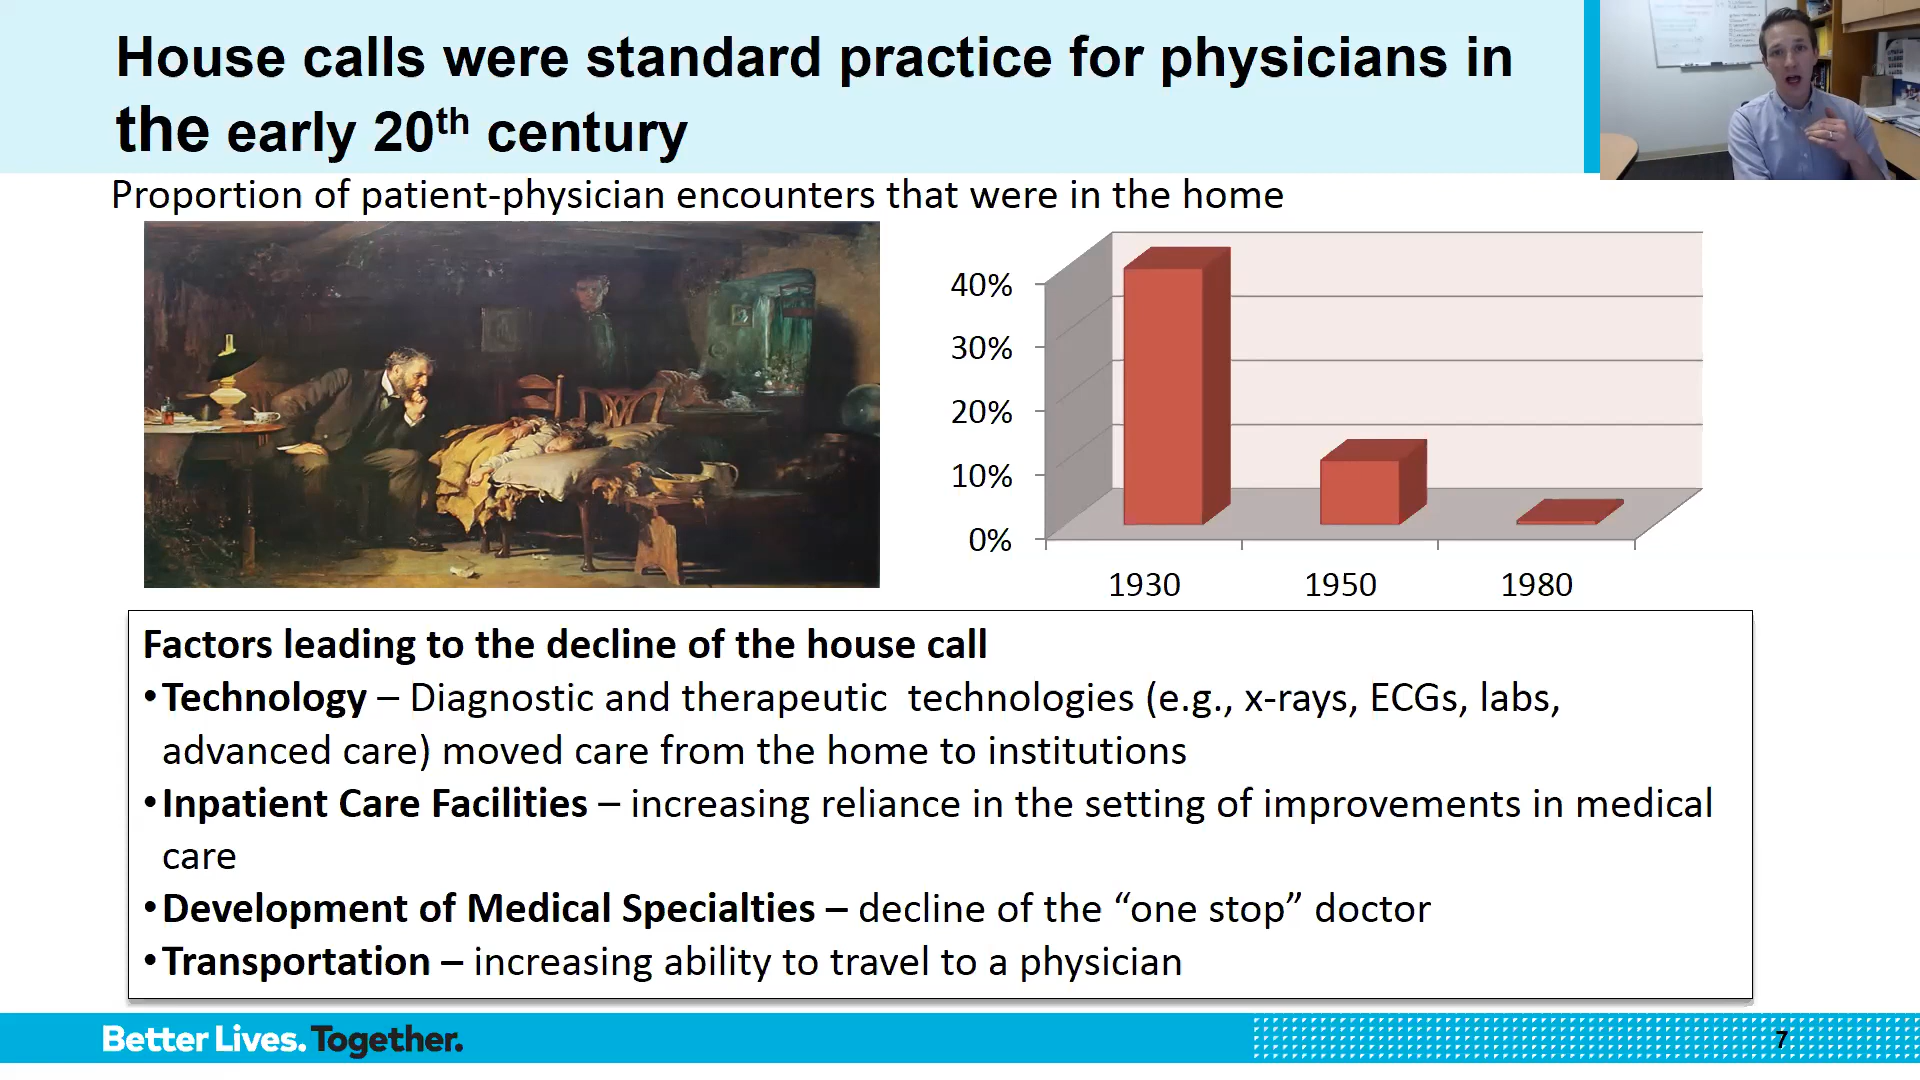 House calls were standard practice for physicians in
the early 20th century
Proportion of patient-physician encounters that were in the home
40%
30%
20%
10%
0%
1930 1950 1980
Factors leading to the decline of the house call
•Technology – Diagnostic and therapeutic  technologies (e.g., x-rays, ECGs, labs,
advanced care) moved care from the home to institutions
•Inpatient Care Facilities – increasing reliance in the setting of improvements in medical
care
•Development of Medical Specialties – decline of the “one stop” doctor
•Transportation – increasing ability to travel to a physician
Better Lives. Together.
7